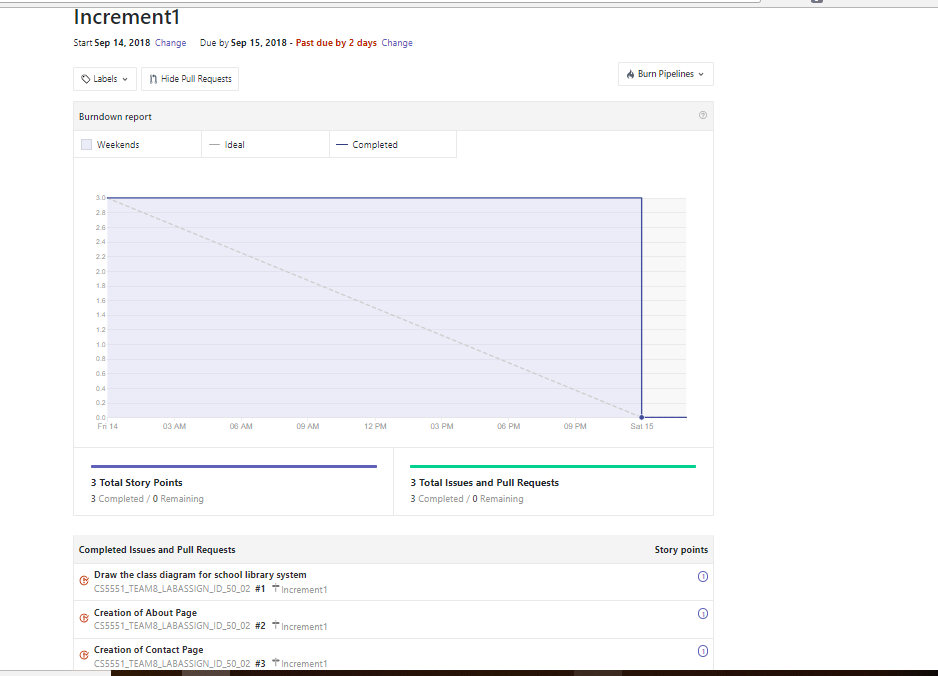 Increment1
Start Sep 14, 2018 Change Due by Sep 15, 2018 - Past due by 2 days Change
Labels Hide Pull Requests Burn Pipelines
Burndown report
Weekends Ideal Completed
3.0
2.8
2.6
2.4
2.2
2.0
1.8
1.6
1.4
1.2
1.0
0.8
0.6
0.4
0.2
0.0
Fri 14 03 AM 06 AM 09 AM 12 PM 03 PM 06 PM 09 PM Sat 15
3 Total Story Points
3 Completed / 0 Remaining
3 Total Issues and Pull Requests
3 Completed / 0 Remaining
Completed Issues and Pull Requests Story points
Draw the class diagram for school library system 1
CS5551_TEAM8_LABASSIGN_ID_50_02 #1 Increment1
Creation of About Page 1
CS5551_TEAM8_LABASSIGN_ID_50_02 #2 Increment1
Creation of Contact Page 1
CS5551_TEAM8_LABASSIGN_ID_50_02 #3 Increment1